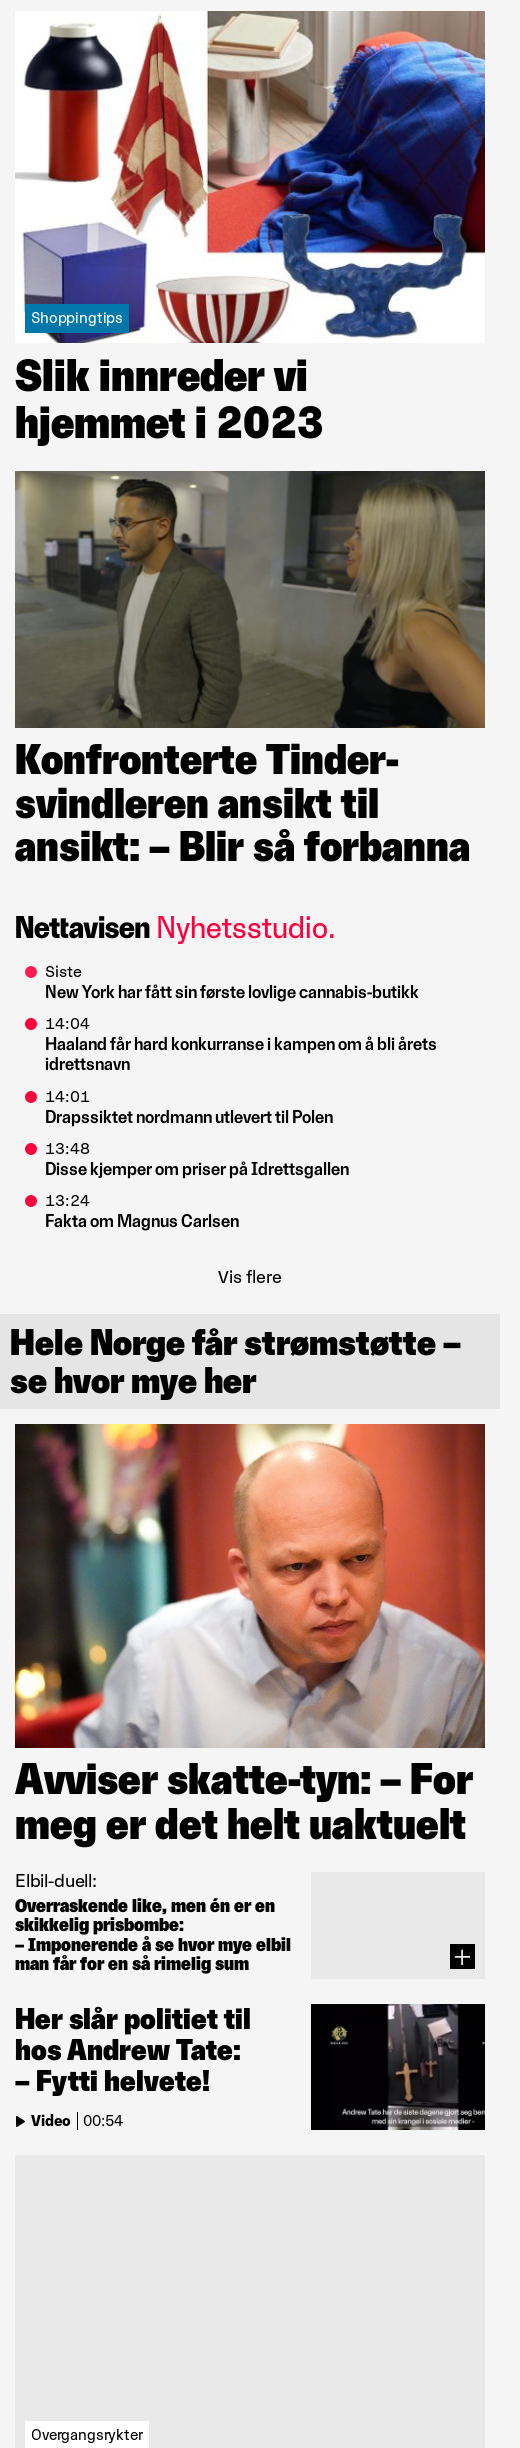 Shoppingtips
Slik innreder vi
hjemmet i 2023
Konfronterte Tinder-
svindleren ansikt til
ansikt: – Blir så forbanna
Nettavisen Nyhetsstudio.
Siste
New York har fått sin første lovlige cannabis-butikk
14:04
Haaland får hard konkurranse i kampen om å bli årets
idrettsnavn
14:01
Drapssiktet nordmann utlevert til Polen
13:48
Disse kjemper om priser på Idrettsgallen
13:24
Fakta om Magnus Carlsen
Vis flere
Hele Norge får strømstøtte –
se hvor mye her
Avviser skatte-tyn: – For
meg er det helt uaktuelt
Elbil-duell:
Overraskende like, men én er en
skikkelig prisbombe:
– Imponerende å se hvor mye elbil
man får for en så rimelig sum
Her slår politiet til
hos Andrew Tate:
– Fytti helvete!
Video | 00:54
Andrew Tate har de siste dagene gjort seg ber
med sin krangel i sosiale medier -
Overgangsrykter